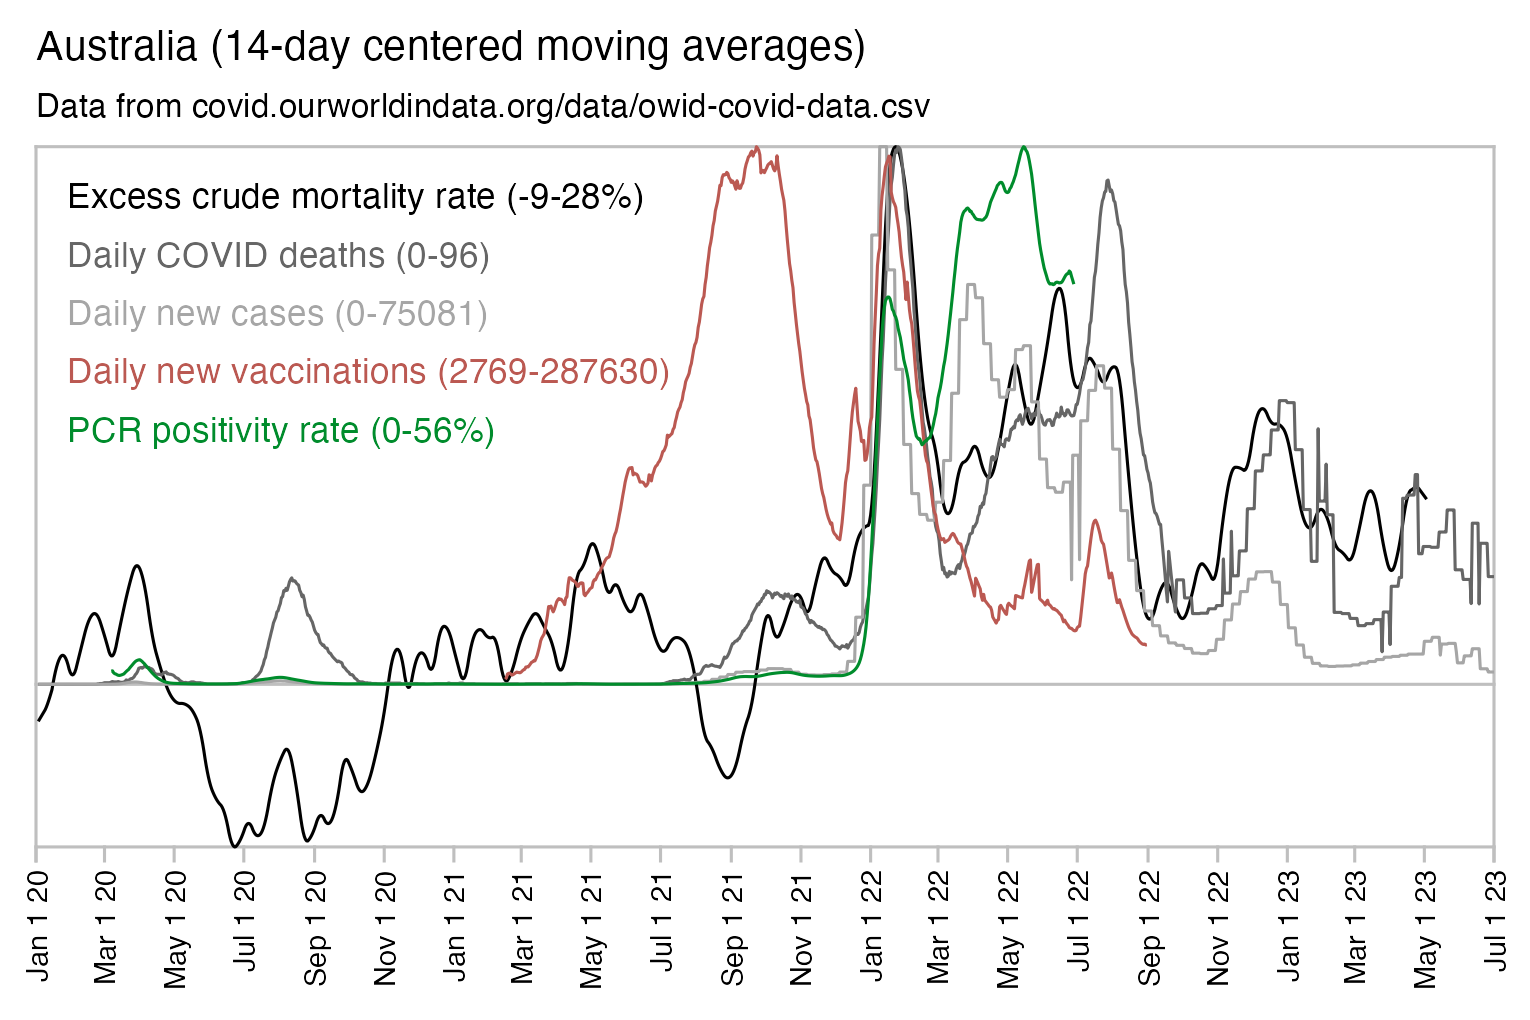 Australia (14-day centered moving averages)
Data from covid.ourworldindata.org/data/owid-covid-data.csv
Excess crude mortality rate (-9-28%)
Daily COVID deaths (0-96)
Daily new cases (0-75081)
Daily new vaccinations (2769-287630)
PCR positivity rate (0-56%)
Jan 1 20
Mar 1 20
May 1 20
Jul 1 20
Sep 1 20
Nov 1 20
Jan 1 21
Mar 1 21
May 1 21
Jul 1 21
Sep 1 21
Nov 1 21
Jan 1 22
Mar 1 22
May 1 22
Jul 1 22
Sep 1 22
Nov 1 22
Jan 1 23
Mar 1 23
May 1 23
Jul 1 23